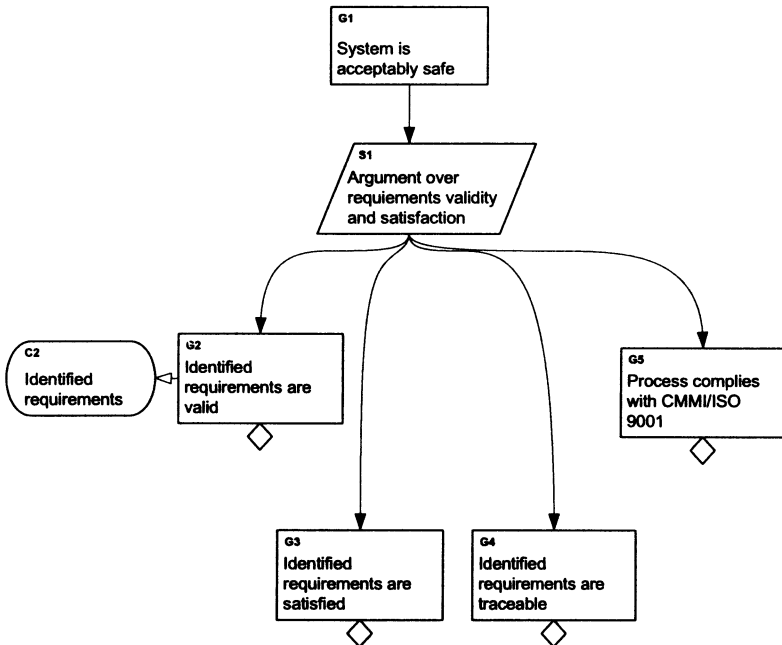 G1
System is
acceptably safe
S1
Argument over
requiements validity
and satisfaction
C2
Identified
requirements
G2
Identified
requirements are
valid
G5
Process complies
with CMMI/ISO
9001
G3
Identified
requirements are
satisfied
G4
Identified
requirements are
traceable